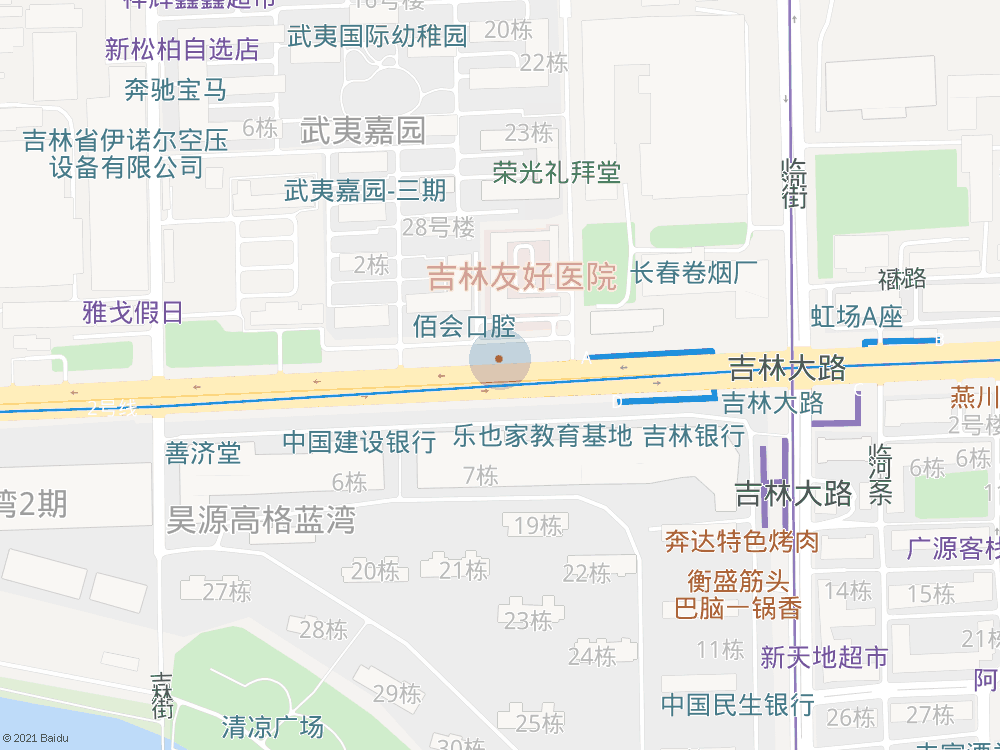 16号楼
新松柏自选店
武夷国际幼稚园
20栋
22栋
奔驰宝马
6栋
武夷嘉园
23栋
吉林省伊诺尔空压
设备有限公司
荣光礼拜堂
临河街
武夷嘉园-三期
28号楼
2栋
吉林友好医院
长春卷烟厂
雅戈假日
佰会口腔
虹场A座
吉林大路
2号线
吉林大路
燕川
2号楼
善济堂
中国建设银行
乐也家教育基地
吉林银行
临河条
6栋
6栋
6栋
7栋
湾2期
昊源高格蓝湾
吉林大路
19栋
奔达特色烤肉
广源客栈
20栋
21栋
22栋
衡盛筋头
巴脑一锅香
27栋
14栋
15栋
23栋
28栋
24栋
11栋
新天地超市
21栋
吉林街
29栋
中国民生银行
阿
清凉广场
25栋
26栋
27栋
30栋
© 2021 Baidu